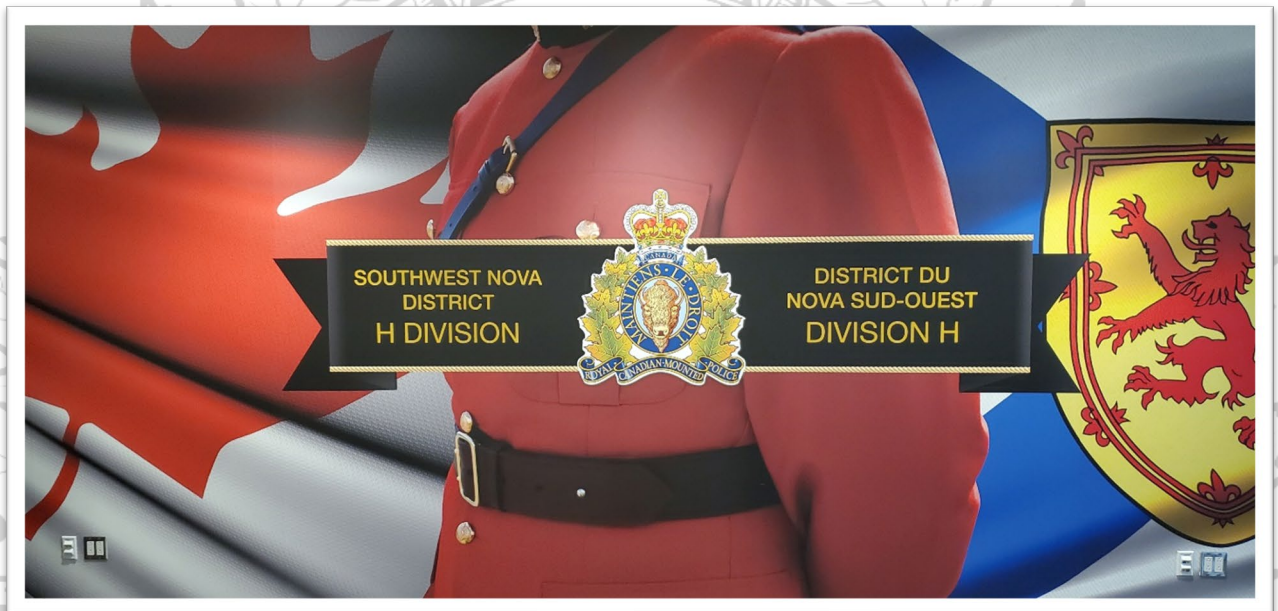 SOUTHWEST NOVA
DISTRICT
H DIVISION
CANADA
MAINTIENS LE DROIT
ROYAL CANADIAN MOUNTED POLICE
DISTRICT DU
NOVA SUD-OUEST
DIVISION H